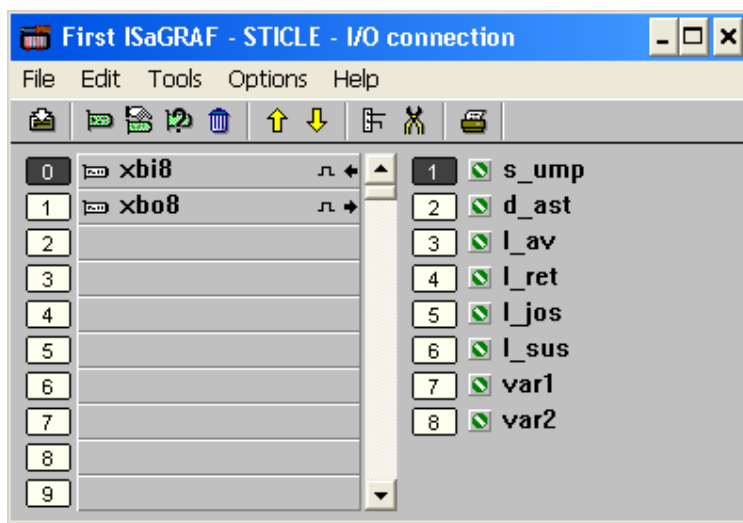 First ISaGRAF - STICLE - I/O connection
File Edit Tools Options Help
0 xbi8
1 xbo8
2
3
4
5
6
7
8
9
1 s_ump
2 d_ast
3 l_av
4 l_ret
5 l_jos
6 l_sus
7 var1
8 var2